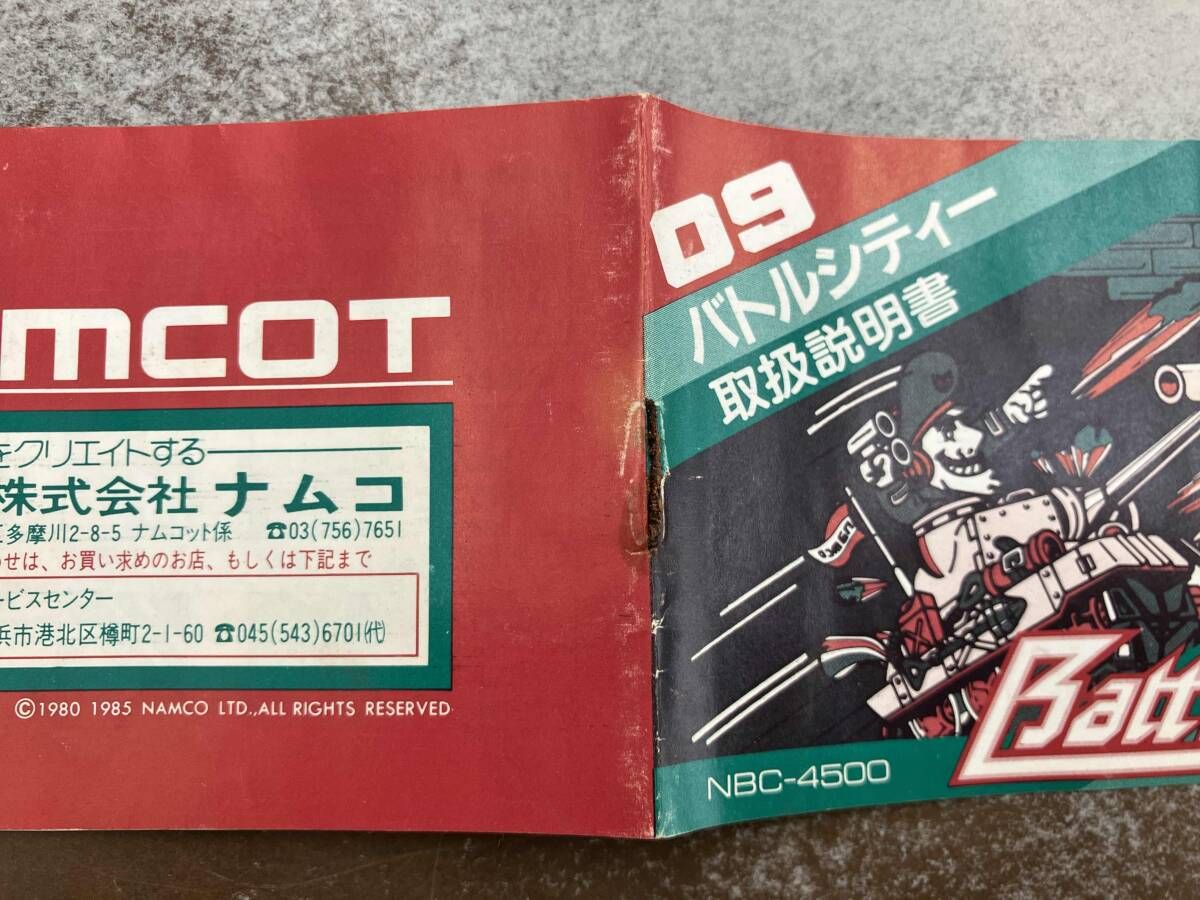 mCOT
をクリエイトする
株式会社 ナムコ
多摩川2-8-5 ナムコット係 ☎03(756)7651
せは、お買い求めのお店、もしくは下記まで
ービスセンター
浜市港北区樽町2-1-60 ☎045(543)6701(代)
©1980 1985 NAMCO LTD.,ALL RIGHTS RESERVED
09
バトルシティー
取扱説明書
Batt
NBC-4500